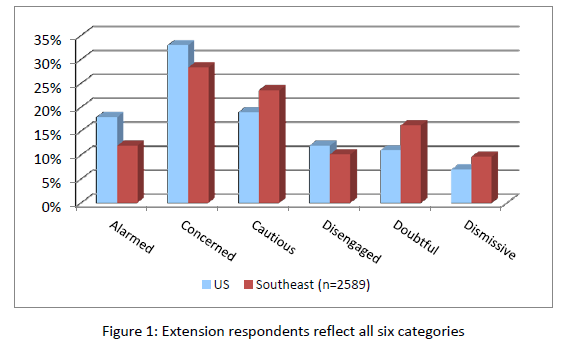 35%
30%
25%
20%
15%
10%
5%
0%
Alarmed
Concerned
Cautious
Disengaged
Doubtful
Dismissive
US Southeast (n=2589)
Figure 1: Extension respondents reflect all six categories